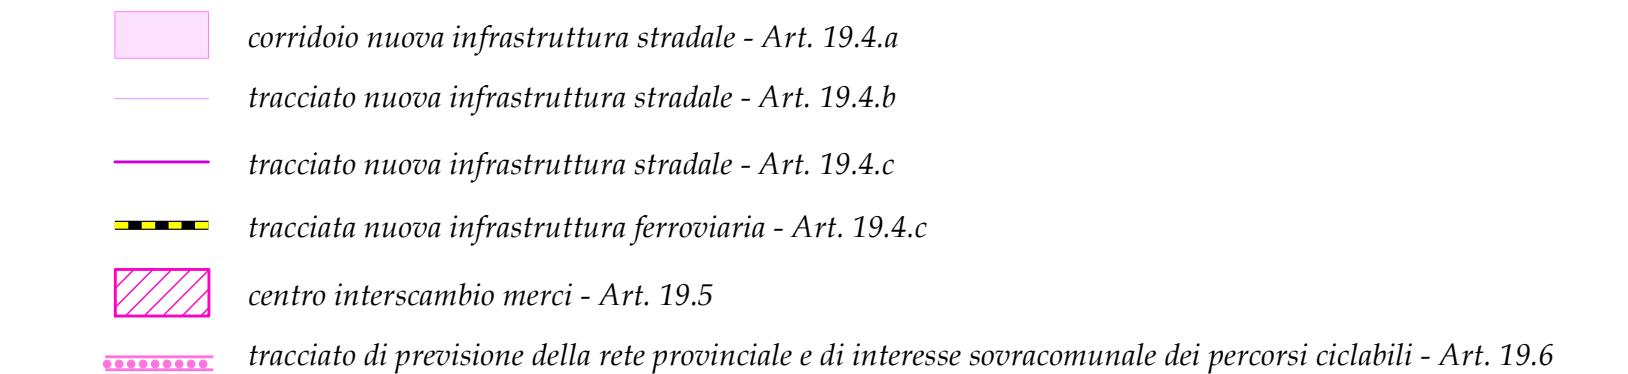 corridoio nuova infrastruttura stradale - Art. 19.4.a
tracciato nuova infrastruttura stradale - Art. 19.4.b
tracciato nuova infrastruttura stradale - Art. 19.4.c
tracciata nuova infrastruttura ferroviaria - Art. 19.4.c
centro interscambio merci - Art. 19.5
tracciato di previsione della rete provinciale e di interesse sovracomunale dei percorsi ciclabili - Art. 19.6